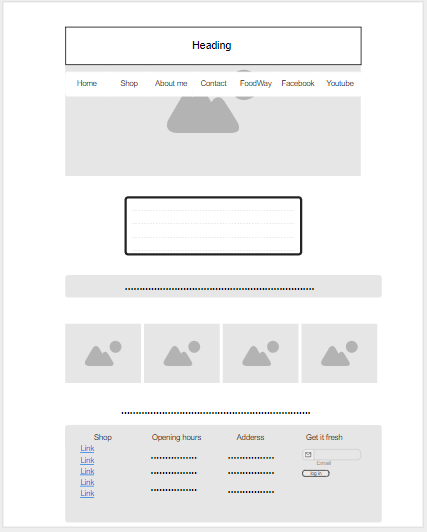 Heading
Home Shop About me Contact FoodWay Facebook Youtube
Shop Opening hours Adderss Get it fresh
Link
Link
Link
Link
Link
Email
log in